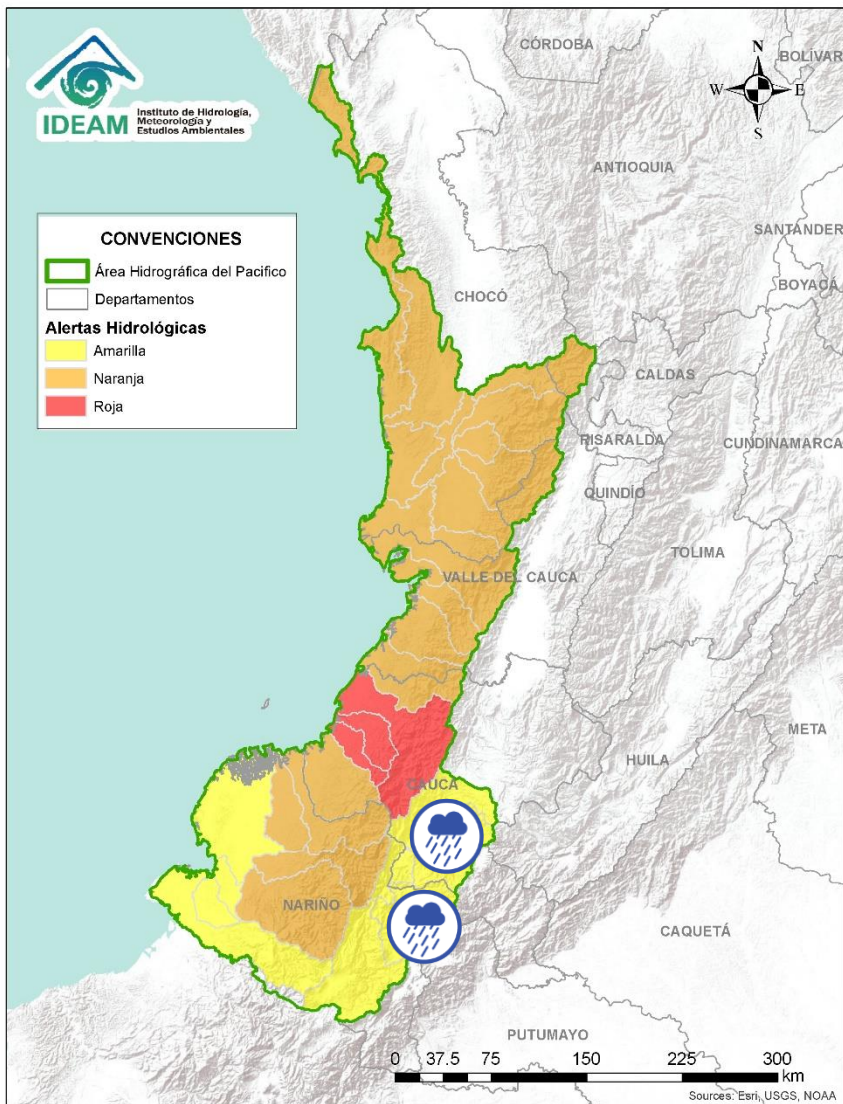 IDEAM
Instituto de Hidrología,
Meteorología y
Estudios Ambientales
CÓRDOBA
BOLÍVAR
N
W
E
S
ANTIOQUIA
SANTANDER
BOYACÁ
CONVENCIONES
Área Hidrográfica del Pacifico
Departamentos
Alertas Hidrológicas
Amarilla
Naranja
Roja
CHOCÓ
CALDAS
RISARALDA
CUNDINAMARCA
QUINDÍO
TOLIMA
VALLE DEL CAUCA
META
HUILA
CAUCA
NARIÑO
CAQUETÁ
PUTUMAYO
0 37.5 75 150 225 300
km
Sources: Esri, USGS, NOAA